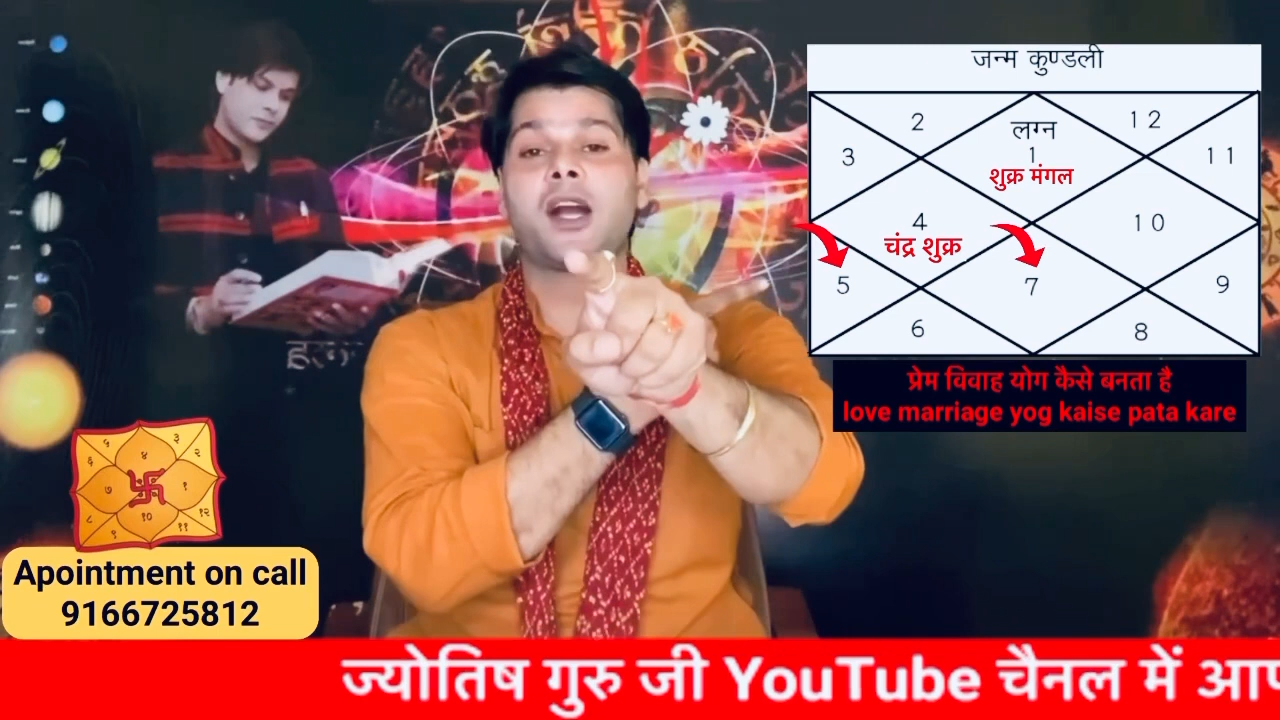 जन्म कुण्डली
2
लग्न
12
3
1
11
शुक्र मंगल
4
10
चंद्र शुक्र
5
7
9
6
8
प्रेम विवाह योग कैसे बनता है
love marriage yog kaise pata kare
Apointment on call
9166725812
ज्योतिष गुरु जी YouTube चैनल में आप